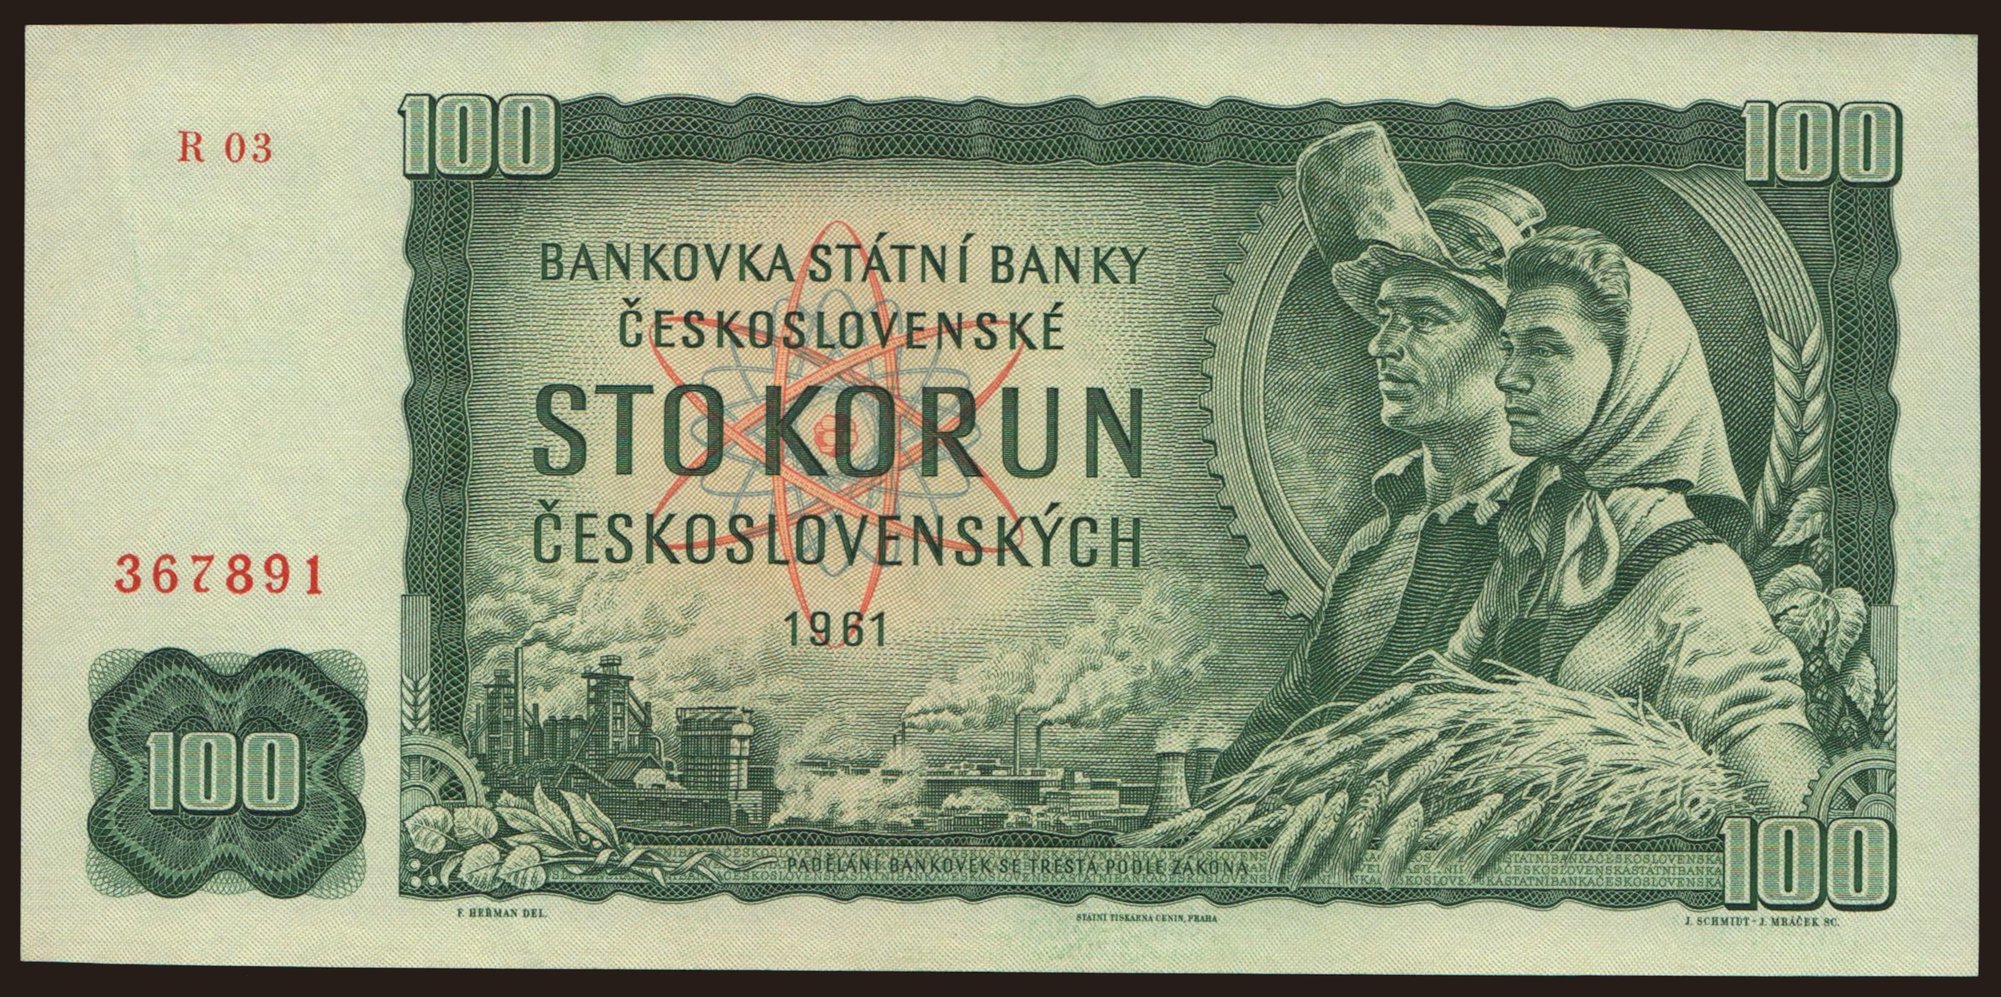 R 03
100
100
BANKOVKA STÁTNÍ BANKY
ČESKOSLOVENSKÉ
STO KORUN
ČESKOSLOVENSKÝCH
1961
367891
100
100
PADĚLÁNÍ BANKOVEK SE TRESTÁ PODLE ZÁKONA
F. HEŘMAN DEL.
STÁTNÍ TISKÁRNA CENIN, PRAHA
J. SCHMIDT - J. MRÁČEK SC.